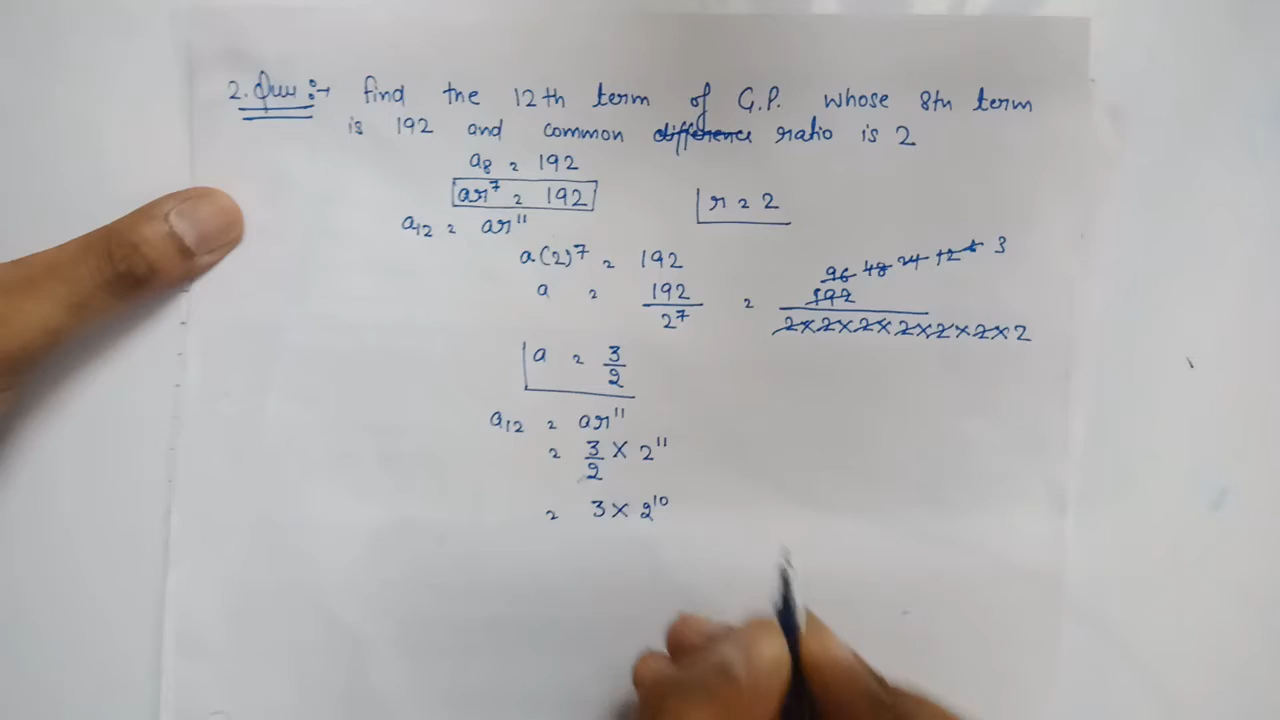 2. Que :→ find the 12th term of G.P. whose 8th term
is 192 and common difference ratio is 2
a₈ = 192
ar⁷ = 192
r = 2
a₁₂ = ar¹¹
a(2)⁷ = 192
a = 192/2⁷ = 192/2×2×2×2×2×2×2 96 48 24 12 6 3
a = 3/2
a₁₂ = ar¹¹
= 3/2 × 2¹¹
= 3 × 2¹⁰